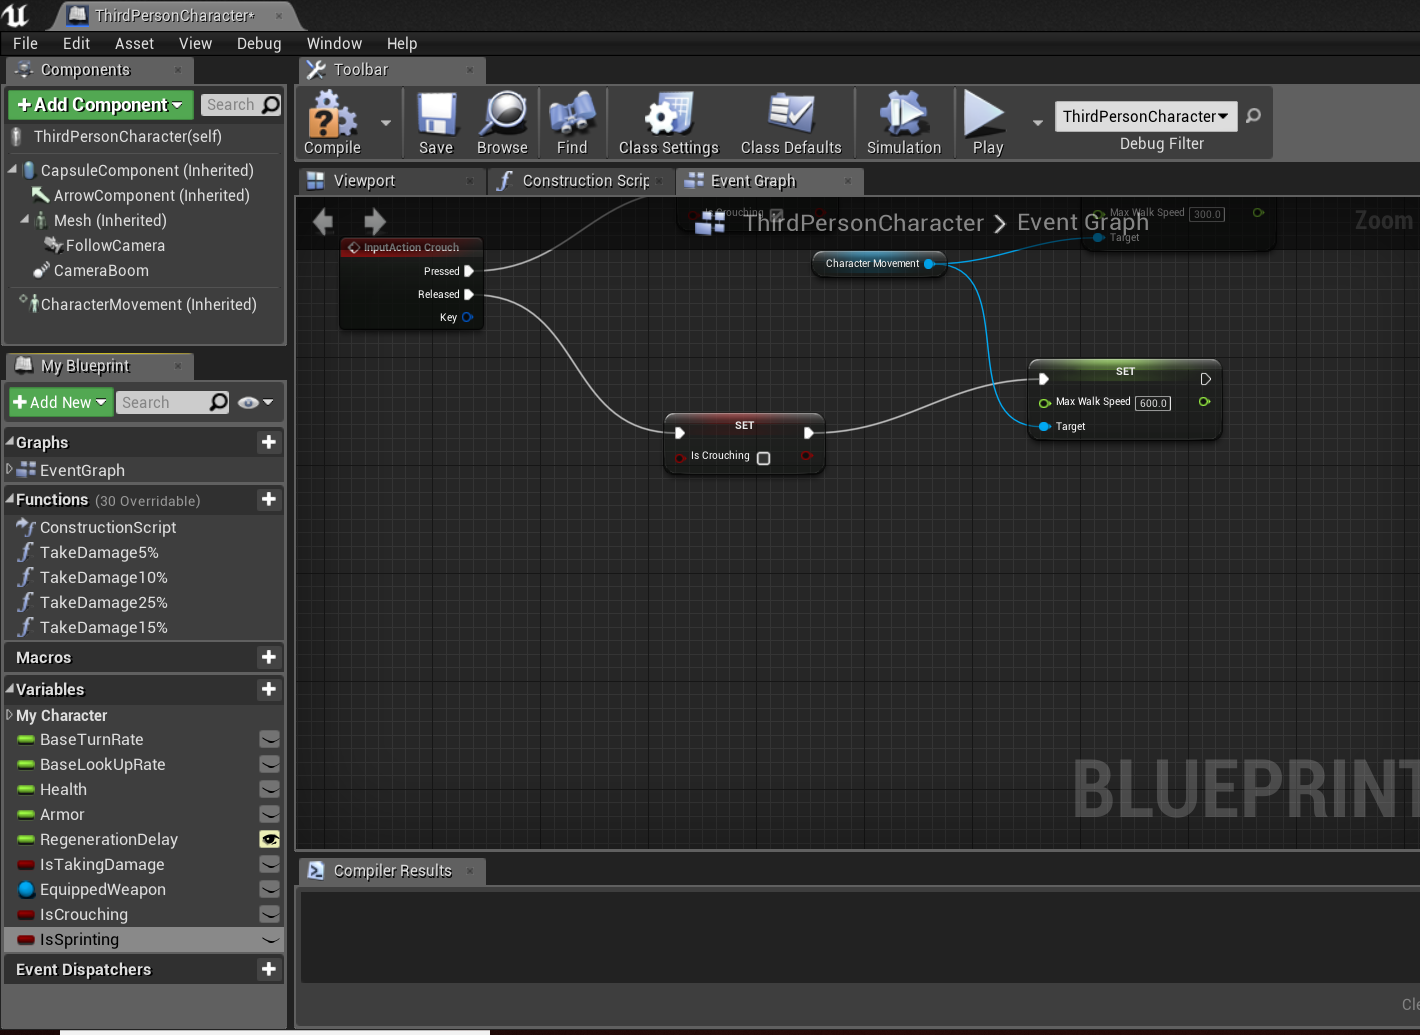 ThirdPersonCharacter*
File Edit Asset View Debug Window Help
Components
Toolbar
+Add Component
Search
ThirdPersonCharacter(self)
CapsuleComponent (Inherited)
ArrowComponent (Inherited)
Mesh (Inherited)
FollowCamera
CameraBoom
CharacterMovement (Inherited)
Compile
Save
Browse
Find
Class Settings
Class Defaults
Simulation
Play
ThirdPersonCharacter
Debug Filter
Viewport
Construction Scrip
Event Graph
ThirdPersonCharacter > Event Graph
Zoom
Is Crouching
Max Walk Speed 300.0
Target
InputAction Crouch
Pressed
Released
Key
Character Movement
SET
Max Walk Speed 600.0
Target
SET
Is Crouching
BLUEPRINT
My Blueprint
+Add New
Search
Graphs
EventGraph
Functions (30 Overridable)
ConstructionScript
TakeDamage5%
TakeDamage10%
TakeDamage25%
TakeDamage15%
Macros
Variables
My Character
BaseTurnRate
BaseLookUpRate
Health
Armor
RegenerationDelay
IsTakingDamage
EquippedWeapon
IsCrouching
IsSprinting
Event Dispatchers
Compiler Results
Cle